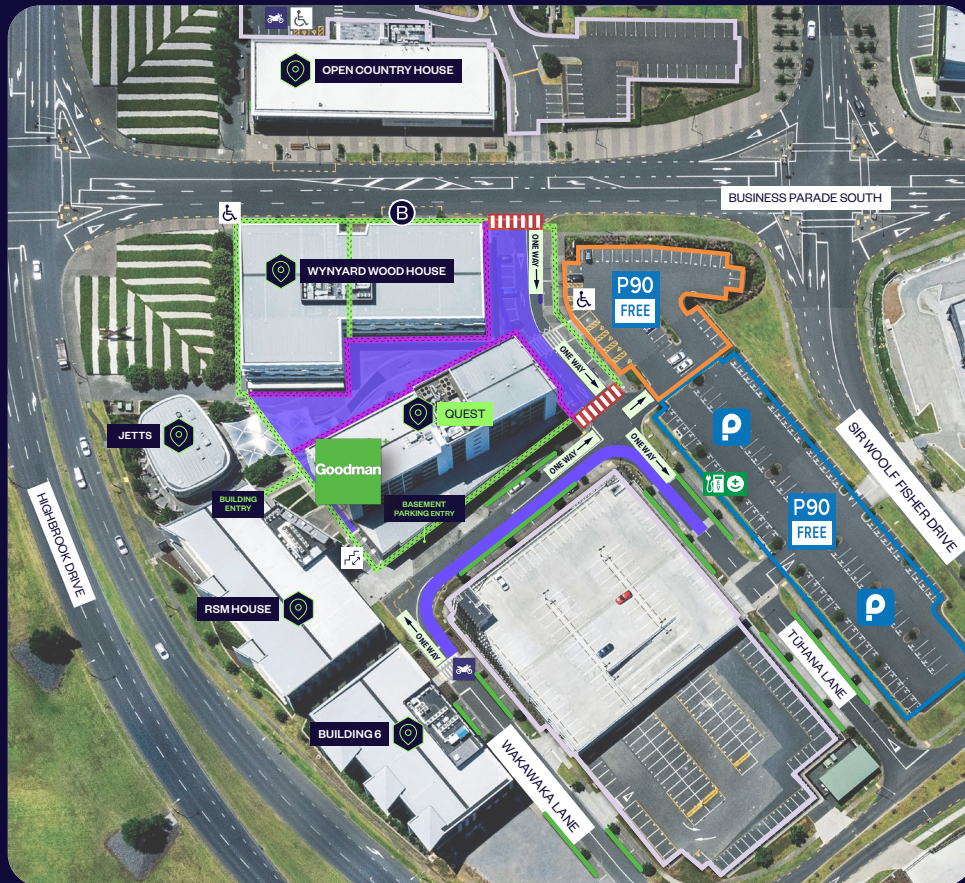 OPEN COUNTRY HOUSE
BUSINESS PARADE SOUTH
B
WYNYARD WOOD HOUSE
ONE WAY
P90
FREE
ONE WAY
QUEST
JETTS
Goodman
ONE WAY
ONE WAY
BUILDING
ENTRY
BASEMENT
PARKING ENTRY
P
P90
FREE
SIR WOOLF FISHER DRIVE
HIGHBROOK DRIVE
RSM HOUSE
P
ONE WAY
TŪHANA LANE
BUILDING 6
WAKAWAKA LANE